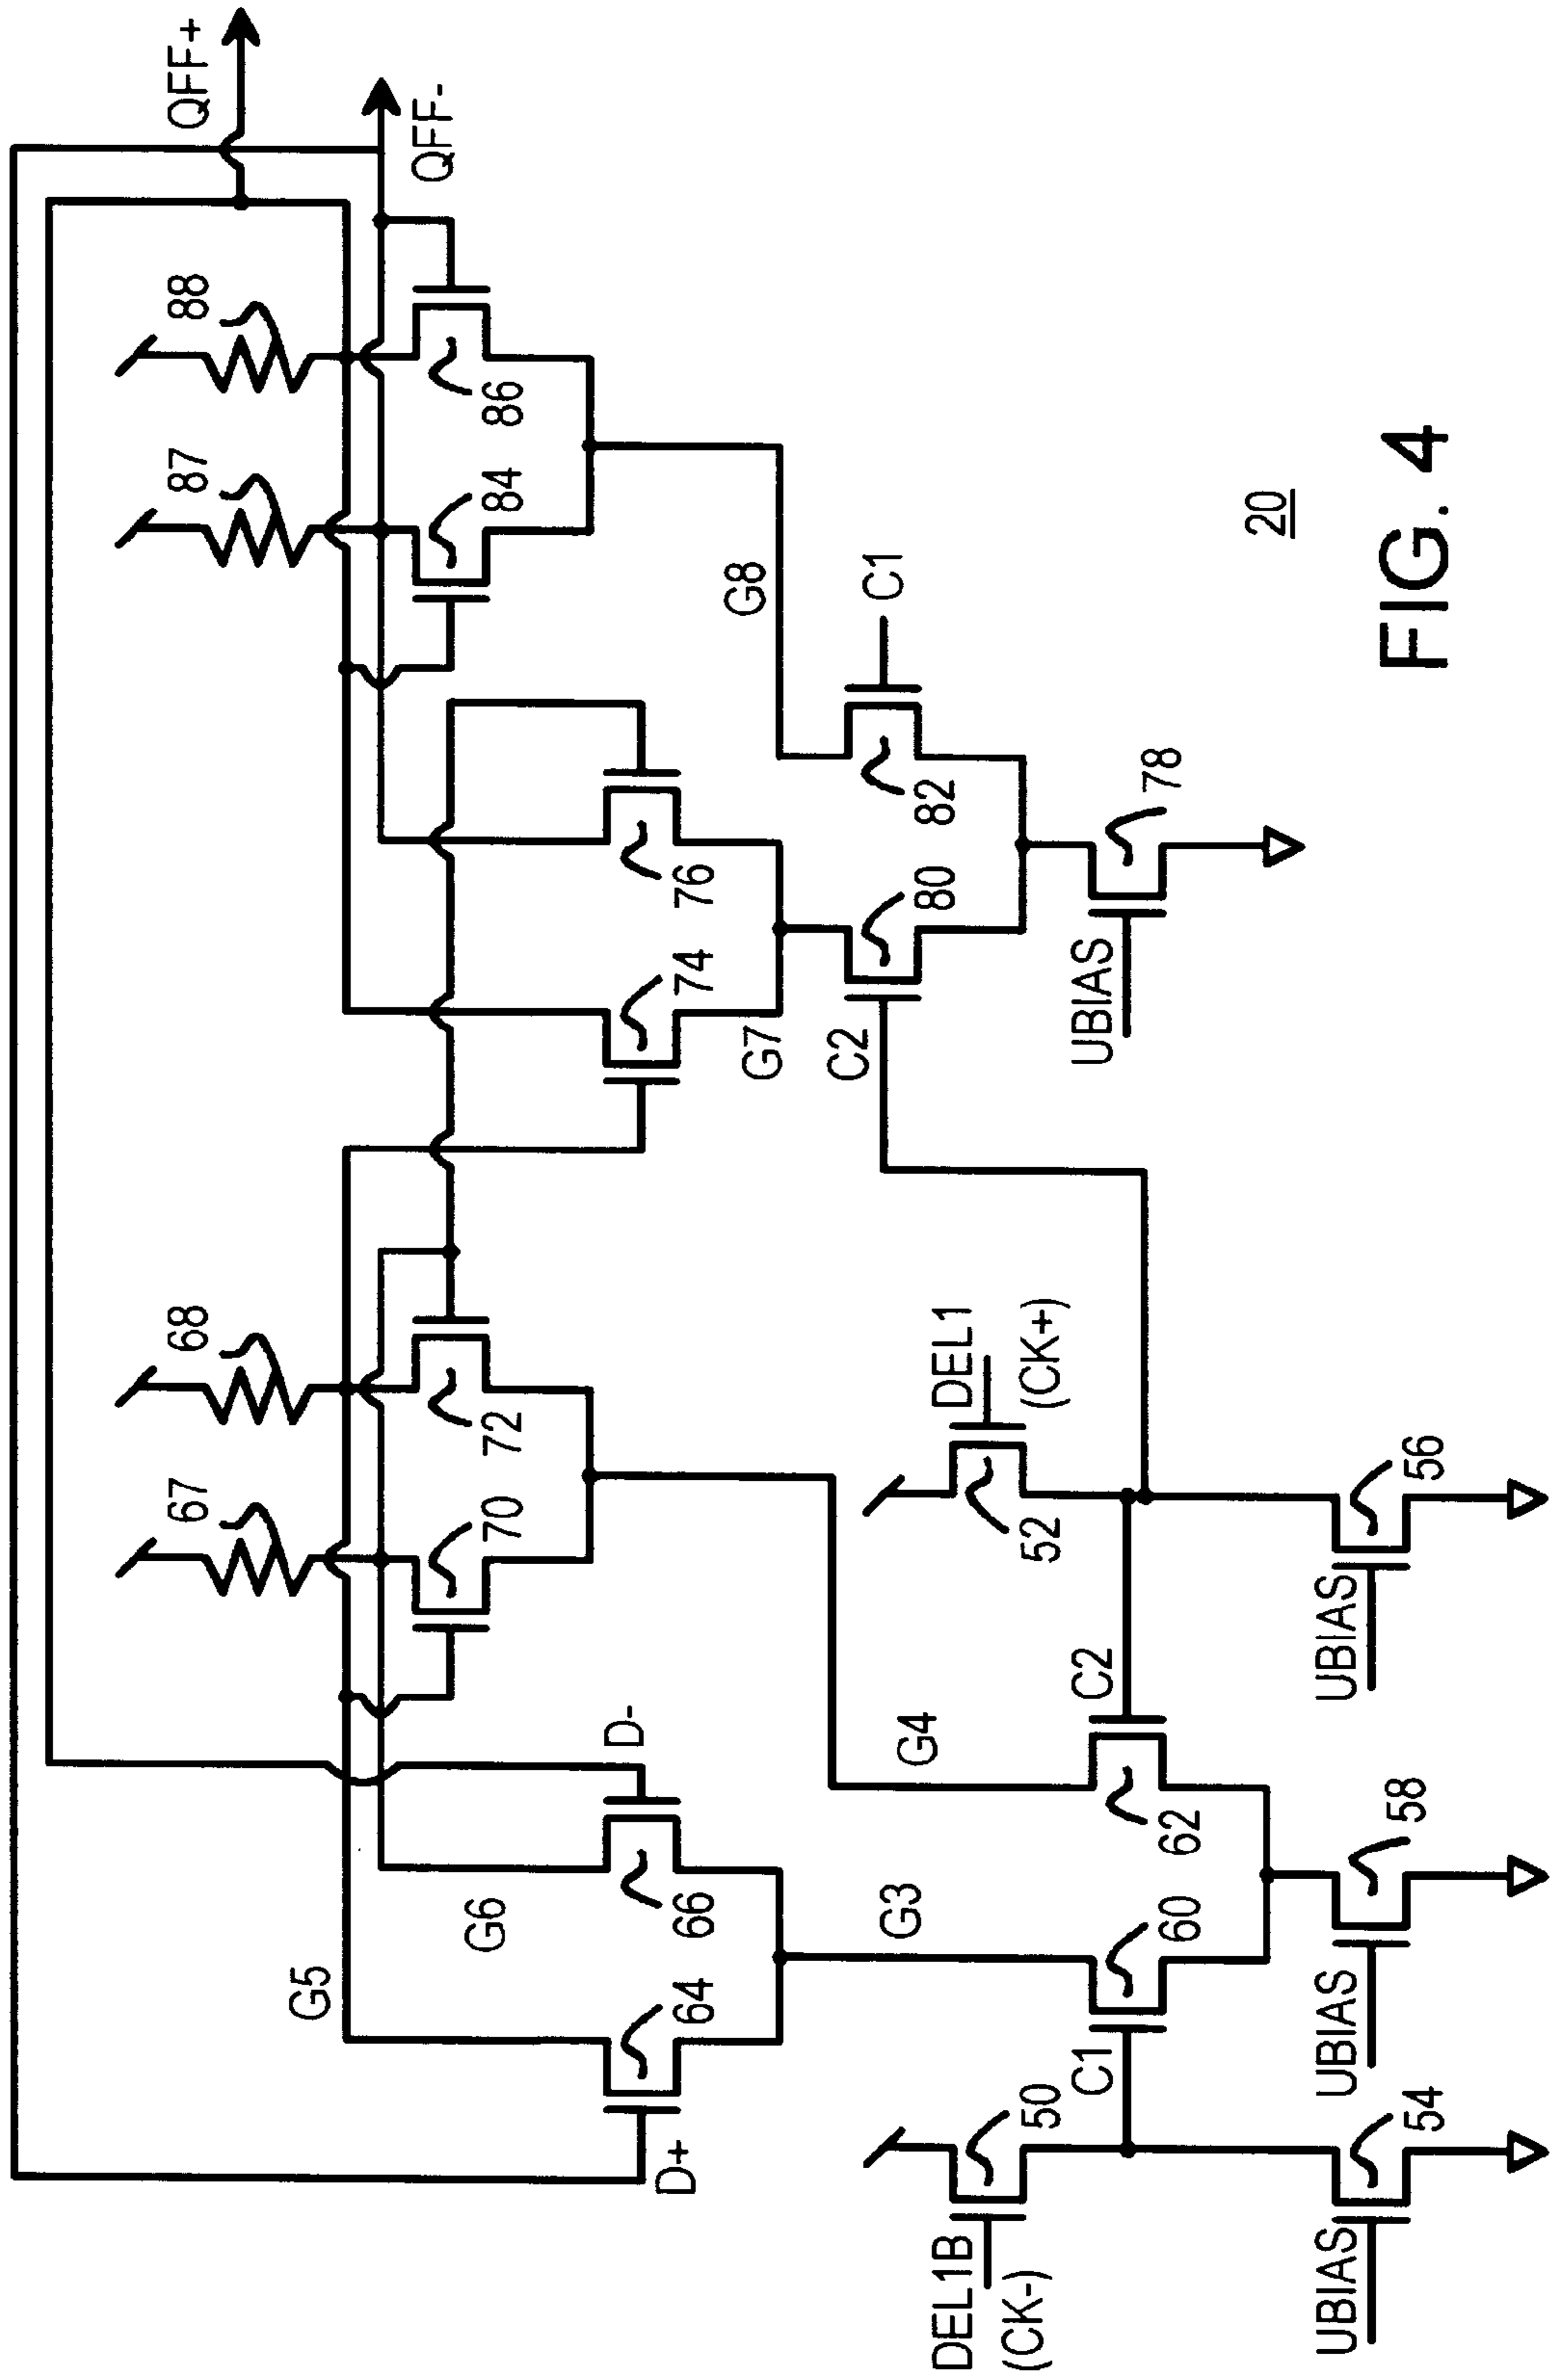 QFF+
QFF-
67
68
87
88
G5
G6
70
72
84
86
D+
64
66
D-
74
76
G7
G8
G3
G4
C2
80
82
C1
DEL1B
(CK-)
50
52
DEL1
(CK+)
C1
60
62
C2
UBIAS
78
UBIAS
54
UBIAS
58
UBIAS
56
20
FIG. 4